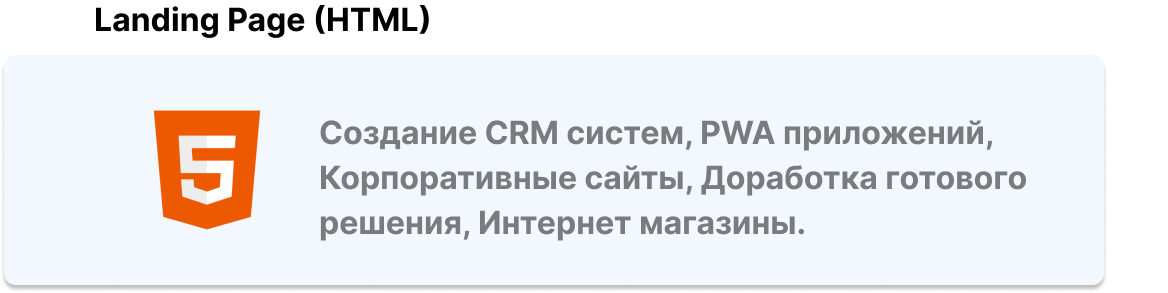 Landing Page (HTML)
Создание CRM систем, PWA приложений,
Корпоративные сайты, Доработка готового
решения, Интернет магазины.